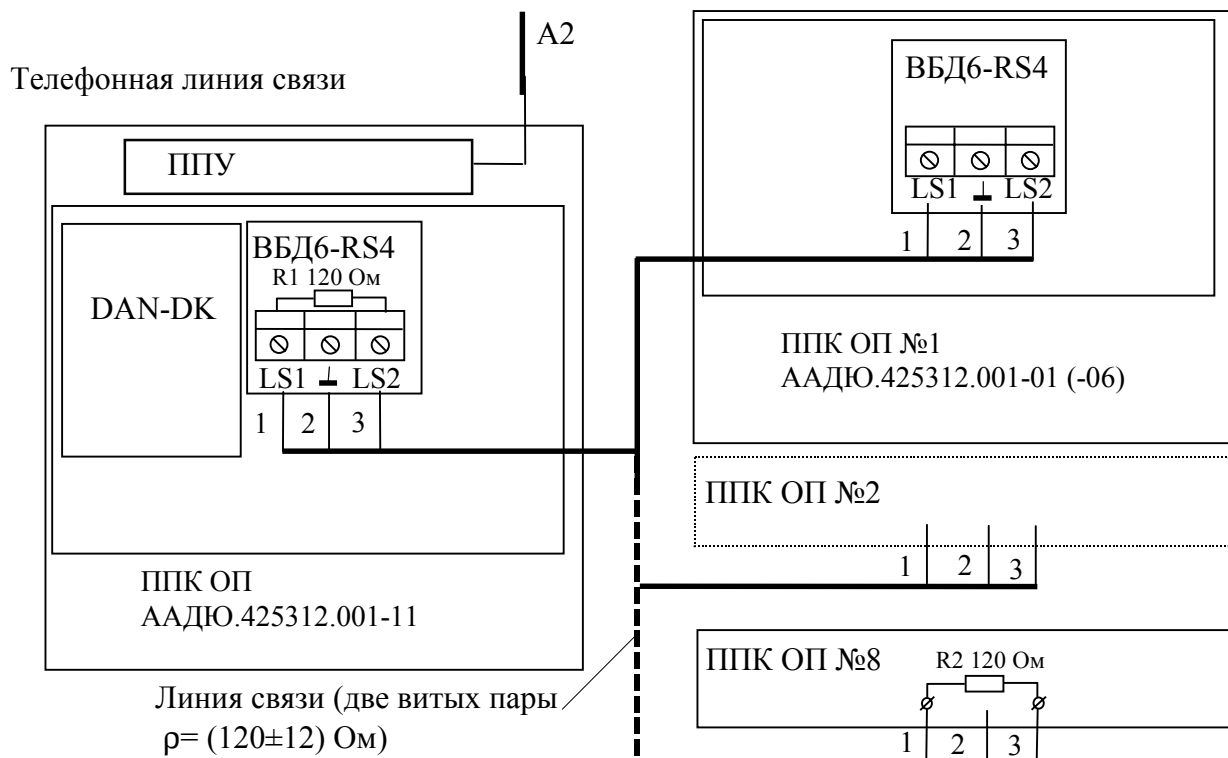 А2
Телефонная линия связи
ППУ
DAN-DK
ВБД6-RS4
R1 120 Ом
LS1 LS2
1 2 3
ППК ОП
ААДЮ.425312.001-11
Линия связи (две витых пары
ρ= (120±12) Ом)
ВБД6-RS4
LS1 LS2
1 2 3
ППК ОП №1
ААДЮ.425312.001-01 (-06)
ППК ОП №2
1 2 3
ППК ОП №8
R2 120 Ом
1 2 3